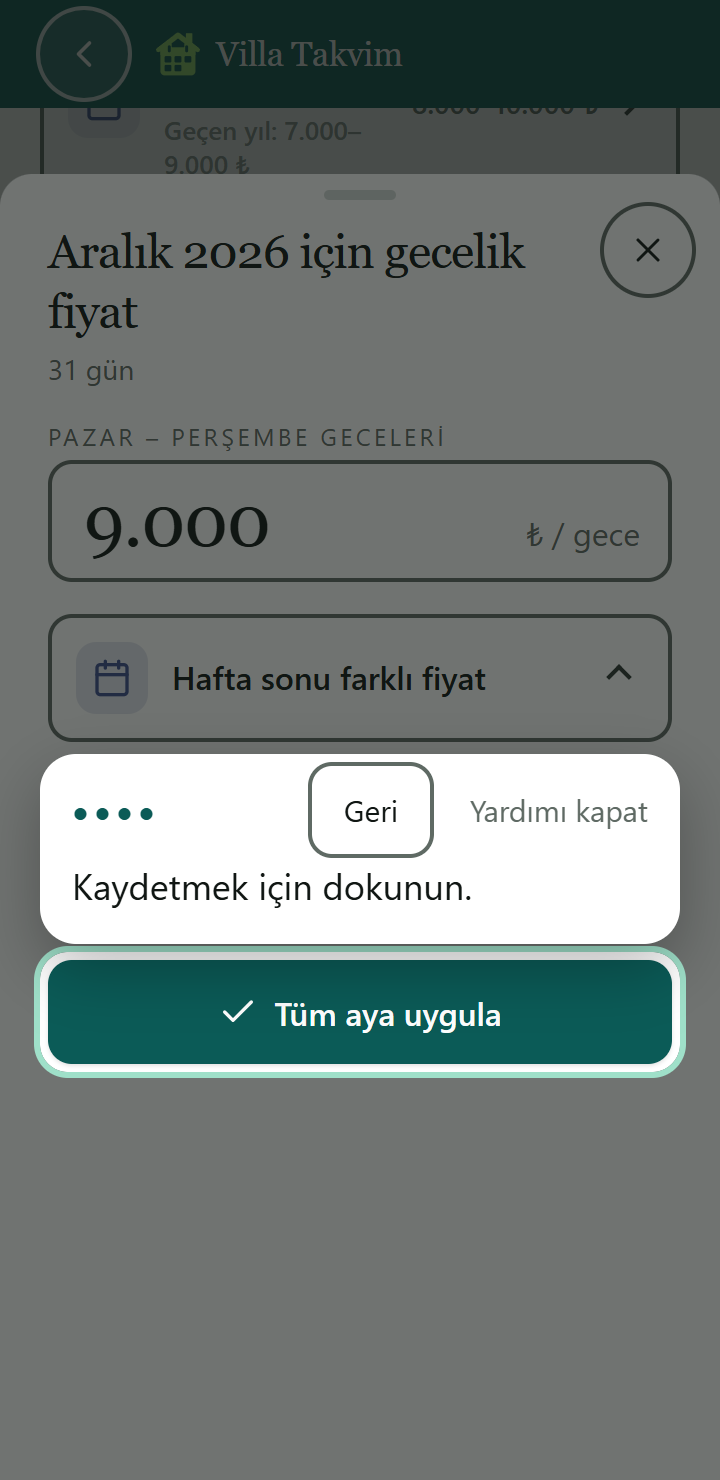 Villa Takvim
Geçen yıl: 7.000–
9.000 ₺
Aralık 2026 için gecelik
fiyat
31 gün
PAZAR – PERŞEMBE GECELERİ
9.000
₺ / gece
Hafta sonu farklı fiyat
Geri
Yardımı kapat
Kaydetmek için dokunun.
Tüm aya uygula